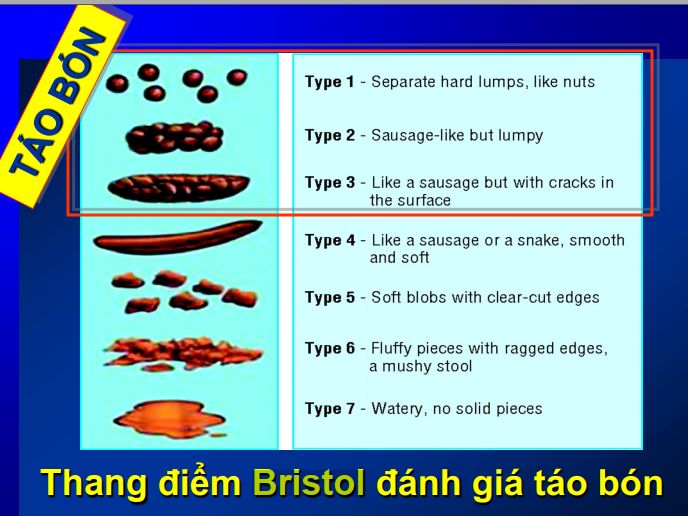 TÁO BÓN
Type 1 - Separate hard lumps, like nuts
Type 2 - Sausage-like but lumpy
Type 3 - Like a sausage but with cracks in
the surface
Type 4 - Like a sausage or a snake, smooth
and soft
Type 5 - Soft blobs with clear-cut edges
Type 6 - Fluffy pieces with ragged edges,
a mushy stool
Type 7 - Watery, no solid pieces
Thang điểm Bristol đánh giá táo bón